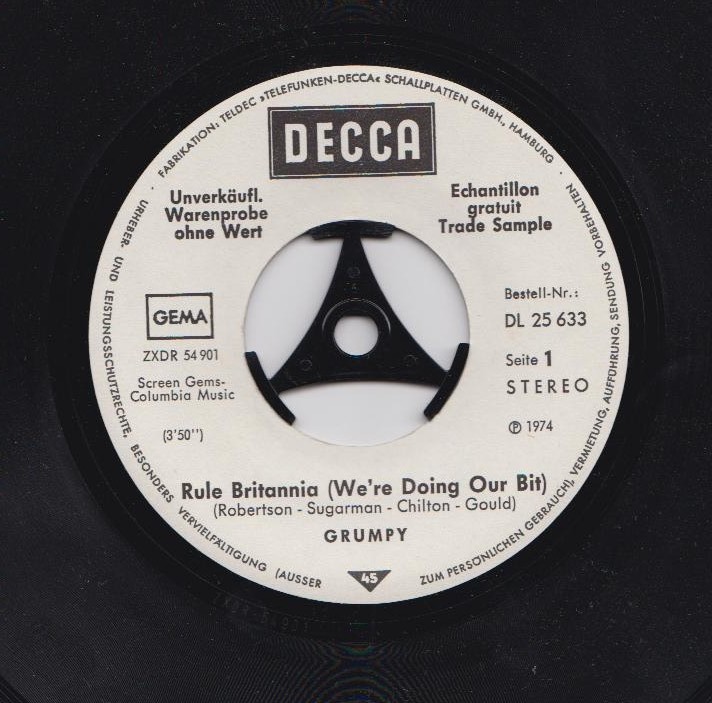 · FABRIKATION: TELDEC »TELEFUNKEN-DECCA« SCHALLPLATTEN GMBH., HAMBURG ·
DECCA
Unverkäufl.
Warenprobe
ohne Wert
Echantillon
gratuit
Trade Sample
GEMA
ZXDR 54 901
Screen Gems-
Columbia Music
(3'50'')
Bestell-Nr.:
DL 25 633
Seite 1
STEREO
℗ 1974
Rule Britannia (We're Doing Our Bit)
(Robertson - Sugarman - Chilton - Gould)
GRUMPY
45
URHEBER- UND LEISTUNGSSCHUTZRECHTE, BESONDERS VERVIELFÄLTIGUNG (AUSSER ZUM PERSÖNLICHEN GEBRAUCH), VERMIETUNG, AUFFÜHRUNG, SENDUNG VORBEHALTEN